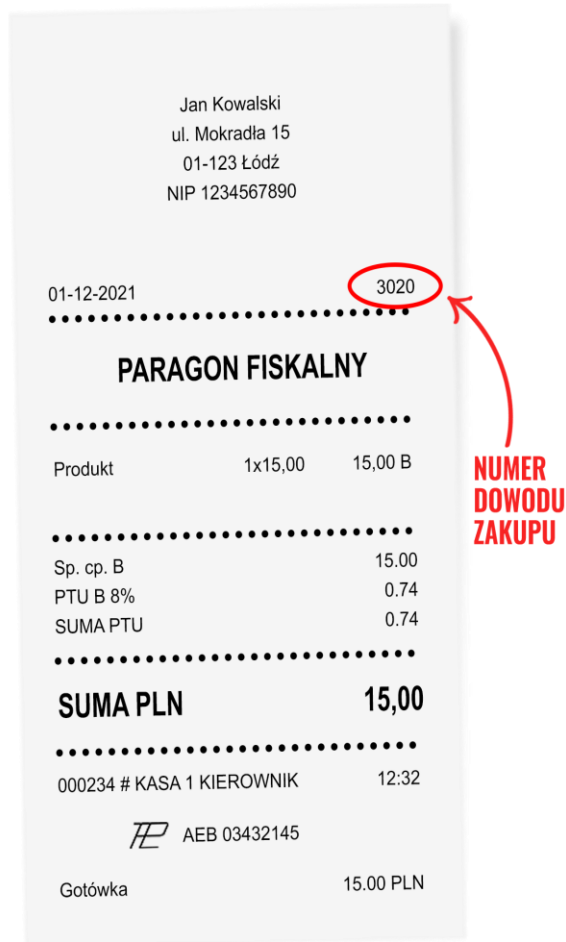 Jan Kowalski
ul. Mokradła 15
01-123 Łódź
NIP 1234567890
01-12-2021 3020
PARAGON FISKALNY
Produkt 1x15,00 15,00 B
NUMER
DOWODU
ZAKUPU
Sp. cp. B 15.00
PTU B 8% 0.74
SUMA PTU 0.74
SUMA PLN 15,00
000234 # KASA 1 KIEROWNIK 12:32
AEB 03432145
Gotówka 15.00 PLN